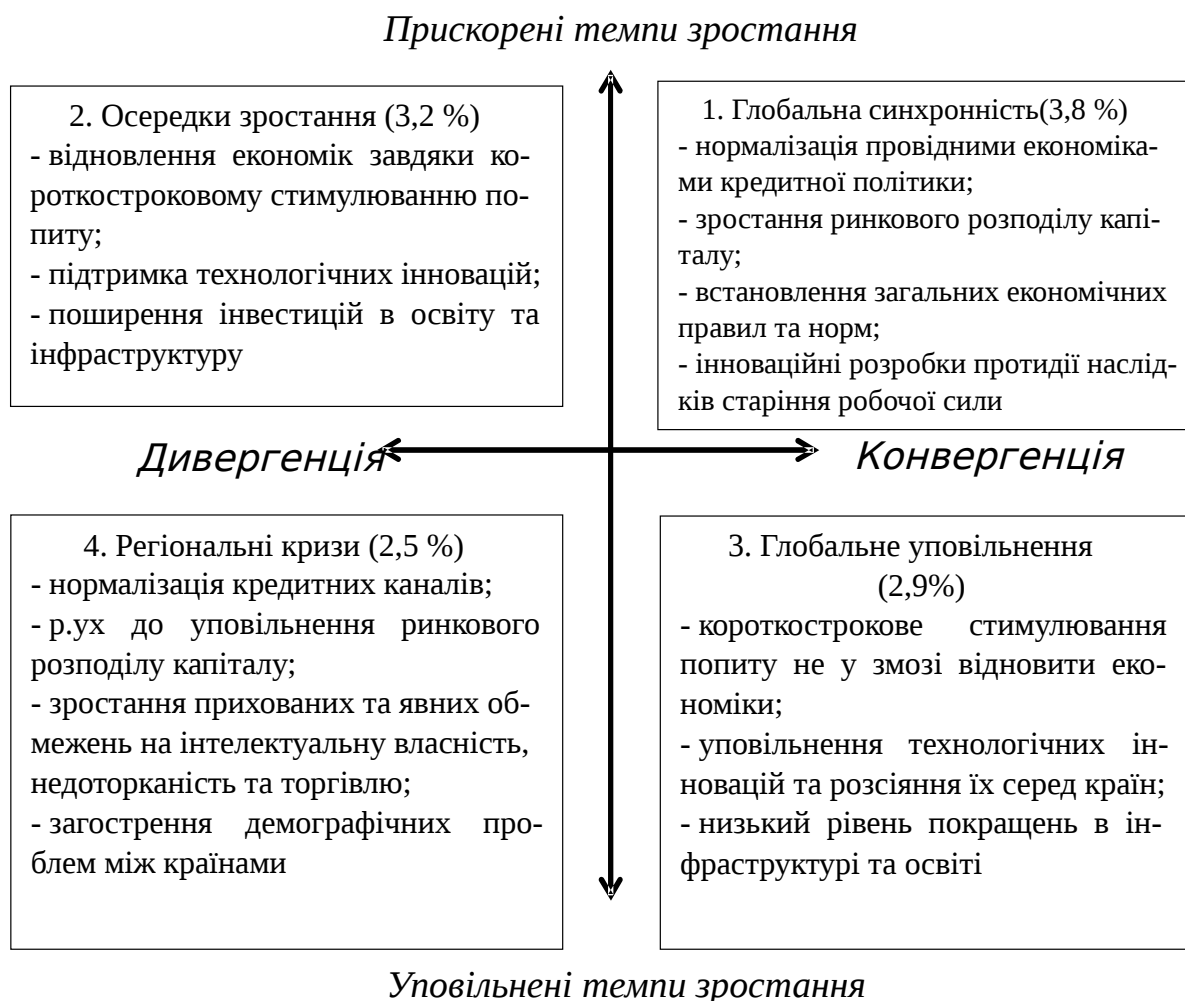 Прискорені темпи зростання
2. Осередки зростання (3,2 %)
- відновлення економік завдяки ко-
роткостроковому стимулюванню по-
питу;
- підтримка технологічних інновацій;
- поширення інвестицій в освіту та
інфраструктуру
1. Глобальна синхронність(3,8 %)
- нормалізація провідними економіка-
ми кредитної політики;
- зростання ринкового розподілу капі-
талу;
- встановлення загальних економічних
правил та норм;
- інноваційні розробки протидії наслід-
ків старіння робочої сили
Дивергенція
Конвергенція
4. Регіональні кризи (2,5 %)
- нормалізація кредитних каналів;
- р.ух до уповільнення ринкового
розподілу капіталу;
- зростання прихованих та явних об-
межень на інтелектуальну власність,
недоторканість та торгівлю;
- загострення демографічних про-
блем між країнами
3. Глобальне уповільнення
(2,9%)
- короткострокове стимулювання
попиту не у змозі відновити еко-
номіки;
- уповільнення технологічних ін-
новацій та розсіяння їх серед країн;
- низький рівень покращень в ін-
фраструктурі та освіті
Уповільнені темпи зростання